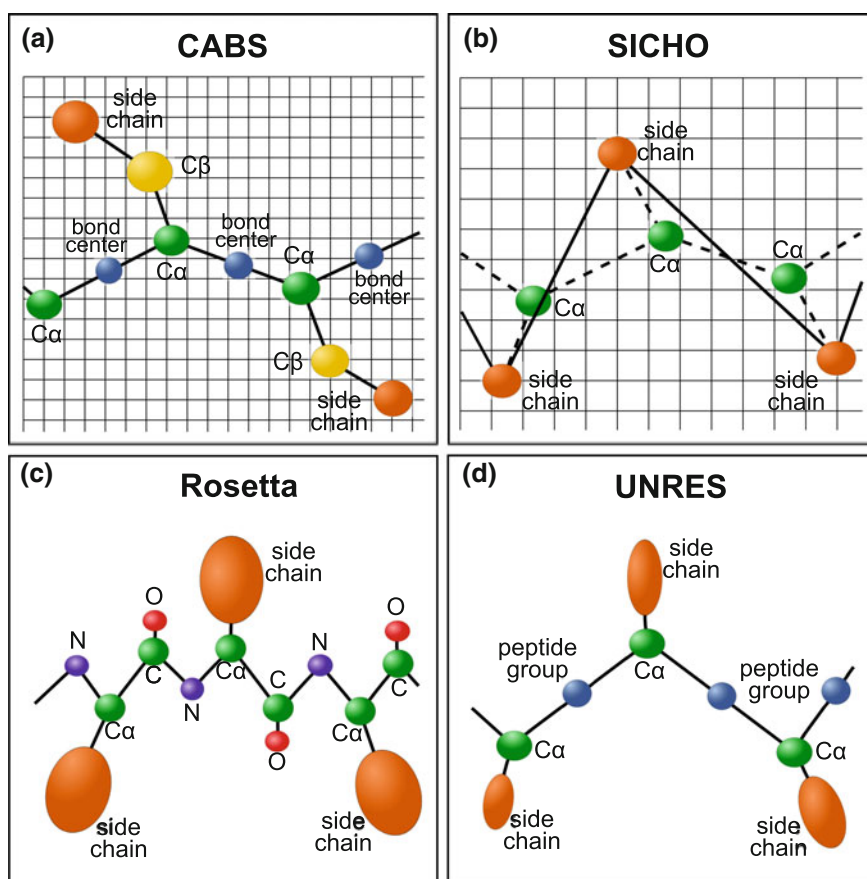 (a)
CABS
side
chain
Cβ
bond
center
bond
center
Cα
Cα
bond
center
Cα
Cβ
side
chain
(b)
SICHO
side
chain
Cα
Cα
Cα
side
chain
side
chain
(c)
Rosetta
side
chain
O
O
N
N
C
Cα
C
C
N
Cα
Cα
O
side
chain
side
chain
(d)
UNRES
side
chain
peptide
group
Cα
peptide
group
Cα
Cα
side
chain
side
chain